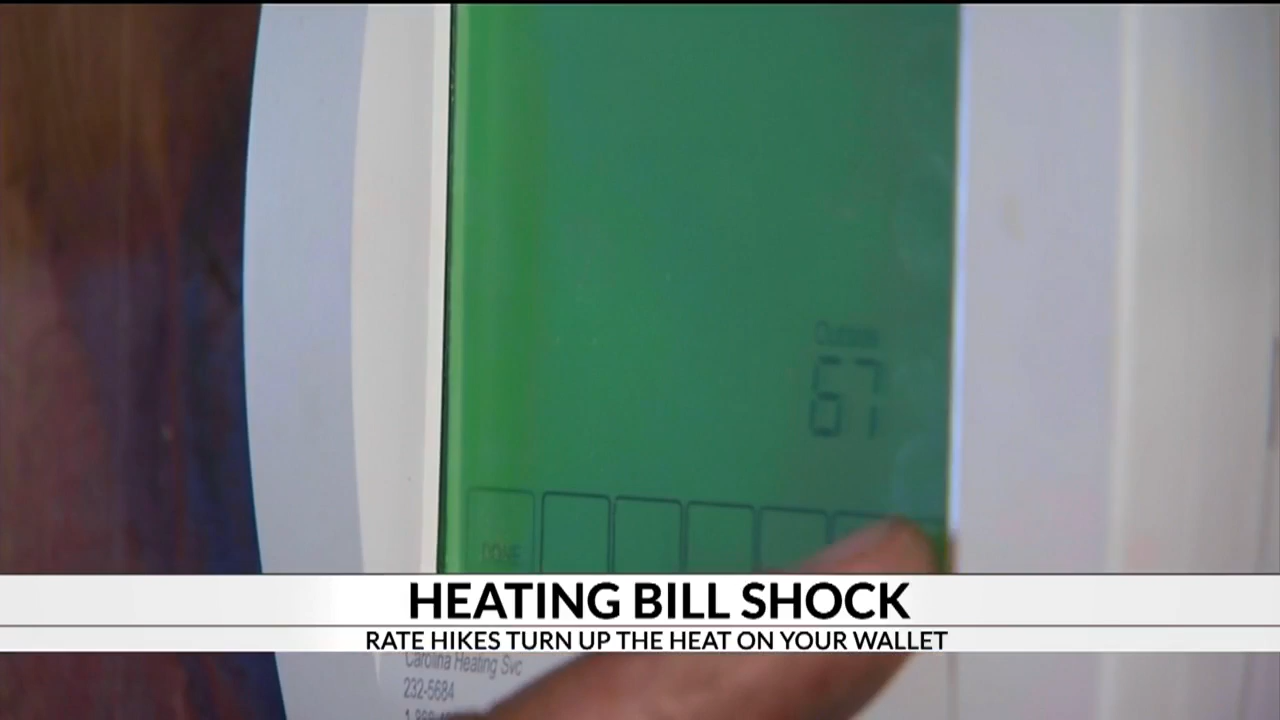 Outside
67
DONE
HEATING BILL SHOCK
RATE HIKES TURN UP THE HEAT ON YOUR WALLET
Carolina Heating Svc
232-5684